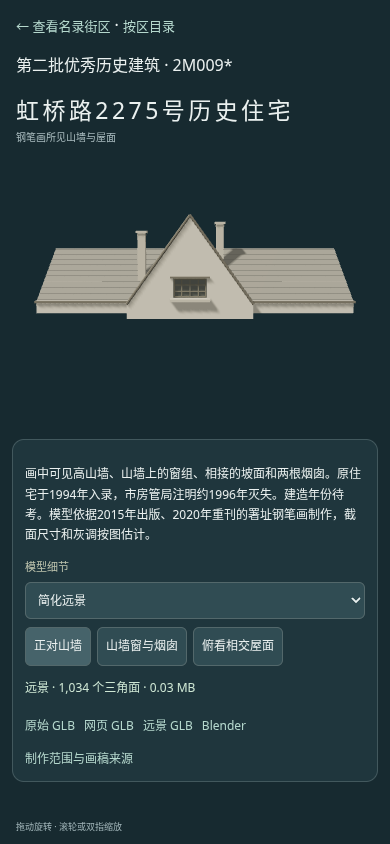 ← 查看名录街区 · 按区目录
第二批优秀历史建筑 · 2M009*
虹桥路2275号历史住宅
钢笔画所见山墙与屋面
画中可见高山墙、山墙上的窗组、相接的坡面和两根烟囱。原住
宅于1994年入录，市房管局注明约1996年灭失。建造年份待
考。模型依据2015年出版、2020年重刊的署址钢笔画制作，截
面尺寸和灰调按图估计。
模型细节
简化远景
正对山墙 山墙窗与烟囱 俯看相交屋面
远景 · 1,034 个三角面 · 0.03 MB
原始 GLB 网页 GLB 远景 GLB Blender
制作范围与画稿来源
拖动旋转 · 滚轮或双指缩放